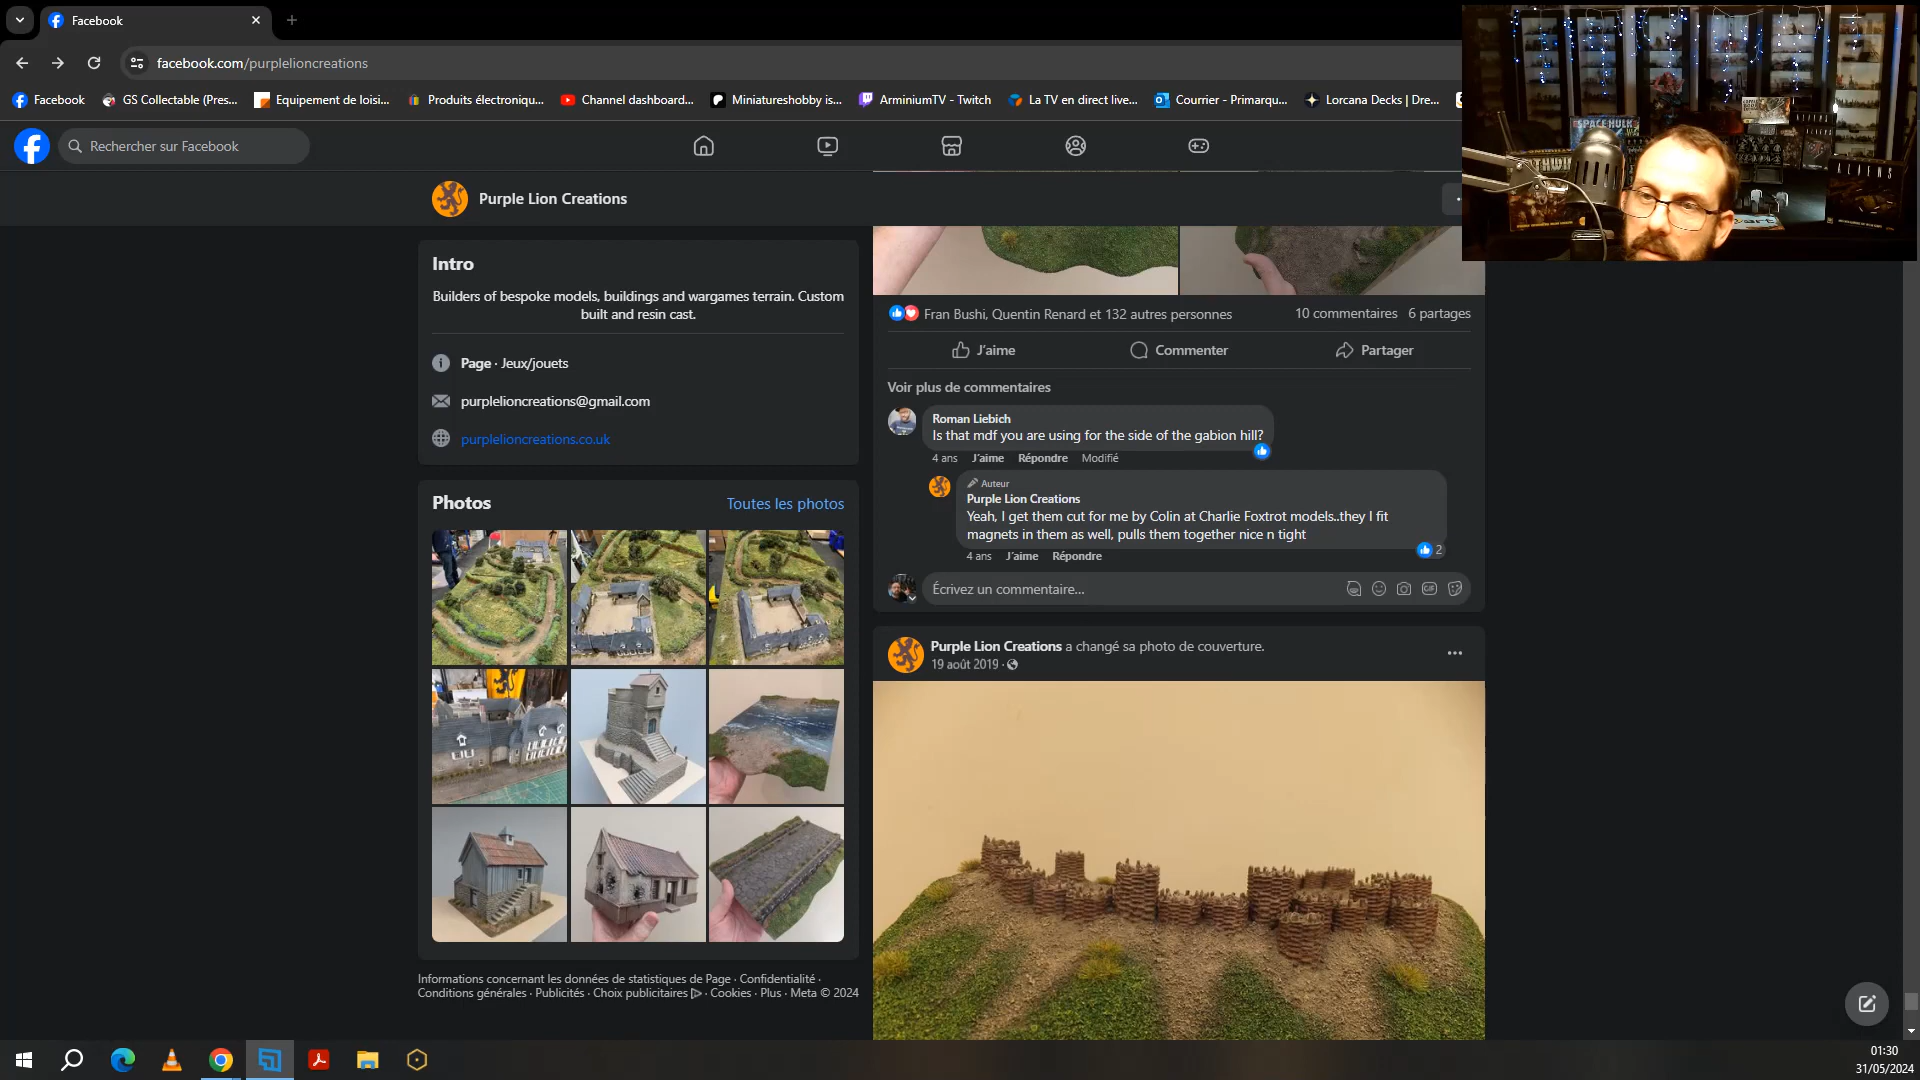 Facebook
facebook.com/purplelioncreations
Facebook
GS Collectable (Pres...
Equipement de loisi...
Produits électroniqu...
Channel dashboard...
Miniatureshobby is...
ArminiumTV - Twitch
La TV en direct live...
Courrier - Primarqu...
Lorcana Decks | Dre...
Rechercher sur Facebook
SPACE HULK
ALIENS
Purple Lion Creations
Intro
Builders of bespoke models, buildings and wargames terrain. Custom
built and resin cast.
Page · Jeux/jouets
purplelioncreations@gmail.com
purplelioncreations.co.uk
Photos
Toutes les photos
Informations concernant les données de statistiques de Page · Confidentialité ·
Conditions générales · Publicités · Choix publicitaires · Cookies · Plus · Meta © 2024
Fran Bushi, Quentin Renard et 132 autres personnes
10 commentaires
6 partages
J'aime
Commenter
Partager
Voir plus de commentaires
Roman Liebich
Is that mdf you are using for the side of the gabion hill?
4 ans
J'aime
Répondre
Modifié
Auteur
Purple Lion Creations
Yeah, I get them cut for me by Colin at Charlie Foxtrot models..they I fit
magnets in them as well, pulls them together nice n tight
2
4 ans
J'aime
Répondre
Écrivez un commentaire...
GIF
Purple Lion Creations a changé sa photo de couverture.
19 août 2019 ·
01:30
31/05/2024